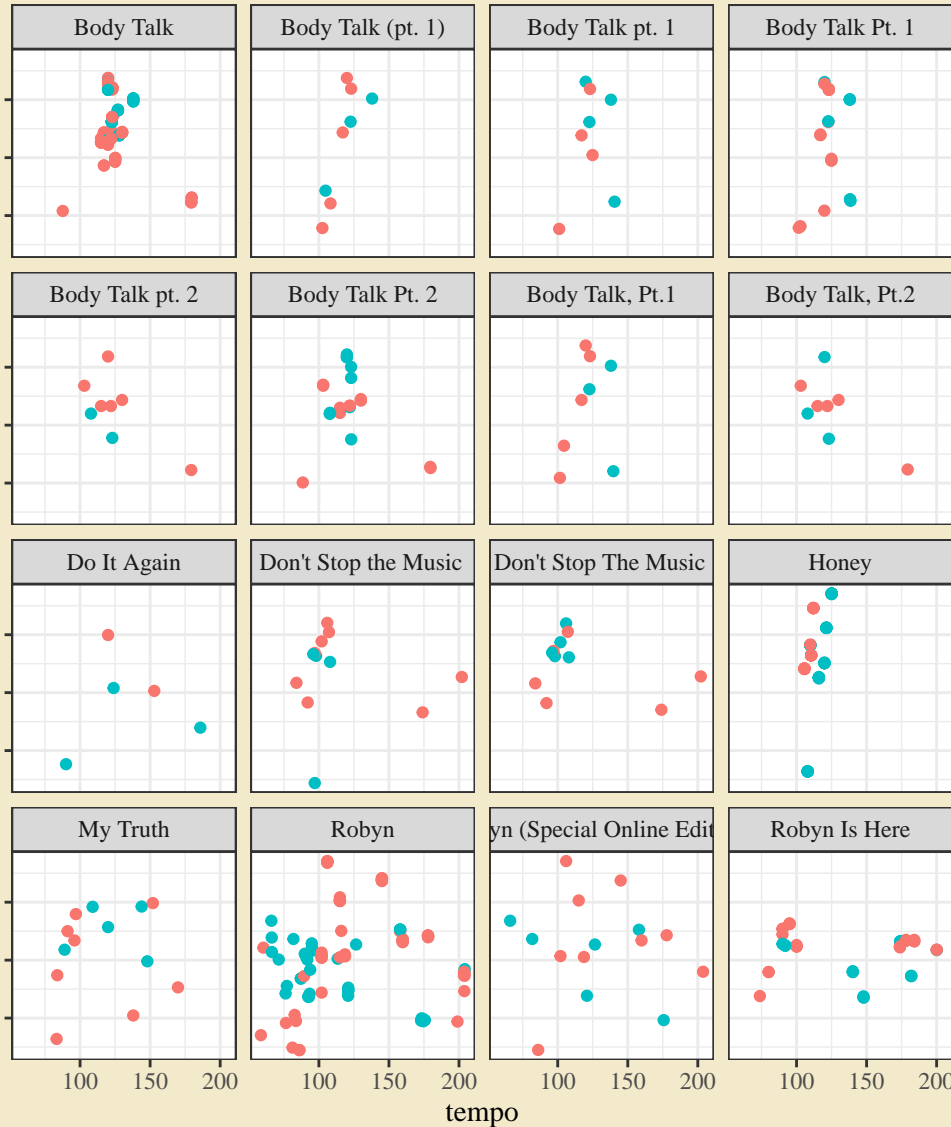 Body Talk
Body Talk (pt. 1)
Body Talk pt. 1
Body Talk Pt. 1
Body Talk pt. 2
Body Talk Pt. 2
Body Talk, Pt.1
Body Talk, Pt.2
Do It Again
Don't Stop the Music
Don't Stop The Music
Honey
My Truth
Robyn
yn (Special Online Edit
Robyn Is Here
100 150 200 100 150 200 100 150 200 100 150 200
tempo